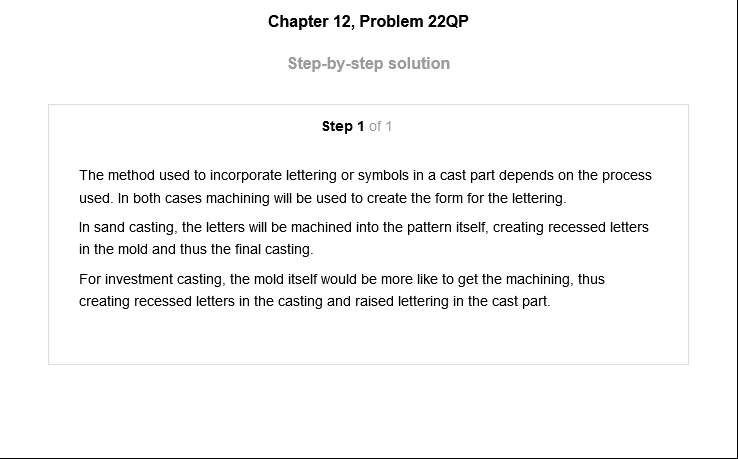 Chapter 12, Problem 22QP
Step-by-step solution
Step 1 of 1
The method used to incorporate lettering or symbols in a cast part depends on the process
used. In both cases machining will be used to create the form for the lettering.
In sand casting, the letters will be machined into the pattern itself, creating recessed letters
in the mold and thus the final casting.
For investment casting, the mold itself would be more like to get the machining, thus
creating recessed letters in the casting and raised lettering in the cast part.